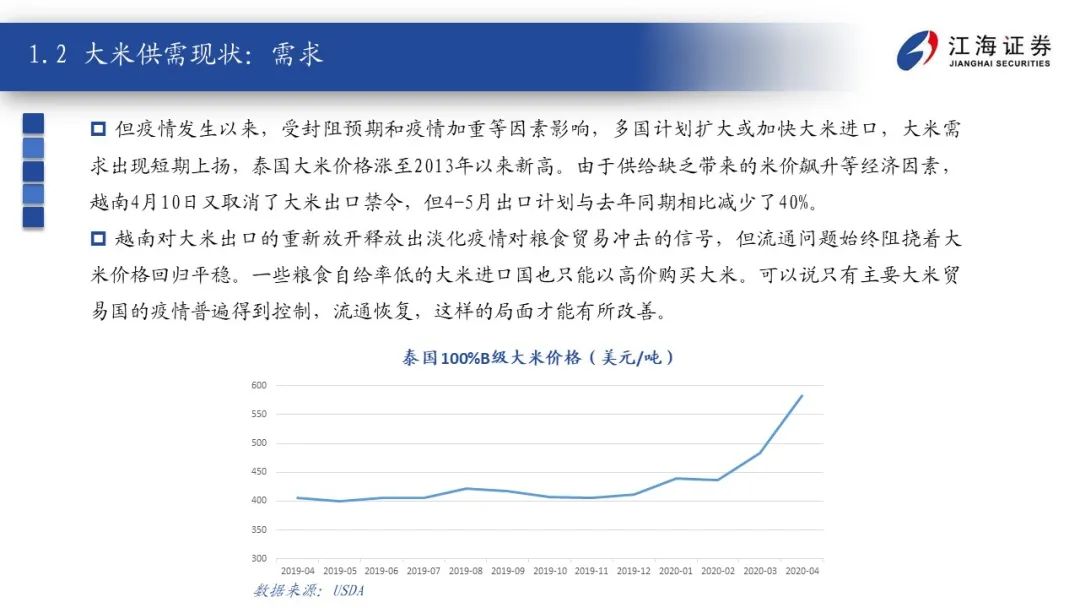 1.2 大米供需现状：需求
江海证券
JIANGHAI SECURITIES
但疫情发生以来，受封阻预期和疫情加重等因素影响，多国计划扩大或加快大米进口，大米需
求出现短期上扬，泰国大米价格涨至2013年以来新高。由于供给缺乏带来的米价飙升等经济因素，
越南4月10日又取消了大米出口禁令，但4-5月出口计划与去年同期相比减少了40%。
越南对大米出口的重新放开释放出淡化疫情对粮食贸易冲击的信号，但流通问题始终阻挠着大
米价格回归平稳。一些粮食自给率低的大米进口国也只能以高价购买大米。可以说只有主要大米贸
易国的疫情普遍得到控制，流通恢复，这样的局面才能有所改善。
泰国100%B级大米价格（美元/吨）
600
550
500
450
400
350
300
2019-04 2019-05 2019-06 2019-07 2019-08 2019-09 2019-10 2019-11 2019-12 2020-01 2020-02 2020-03 2020-04
数据来源：USDA